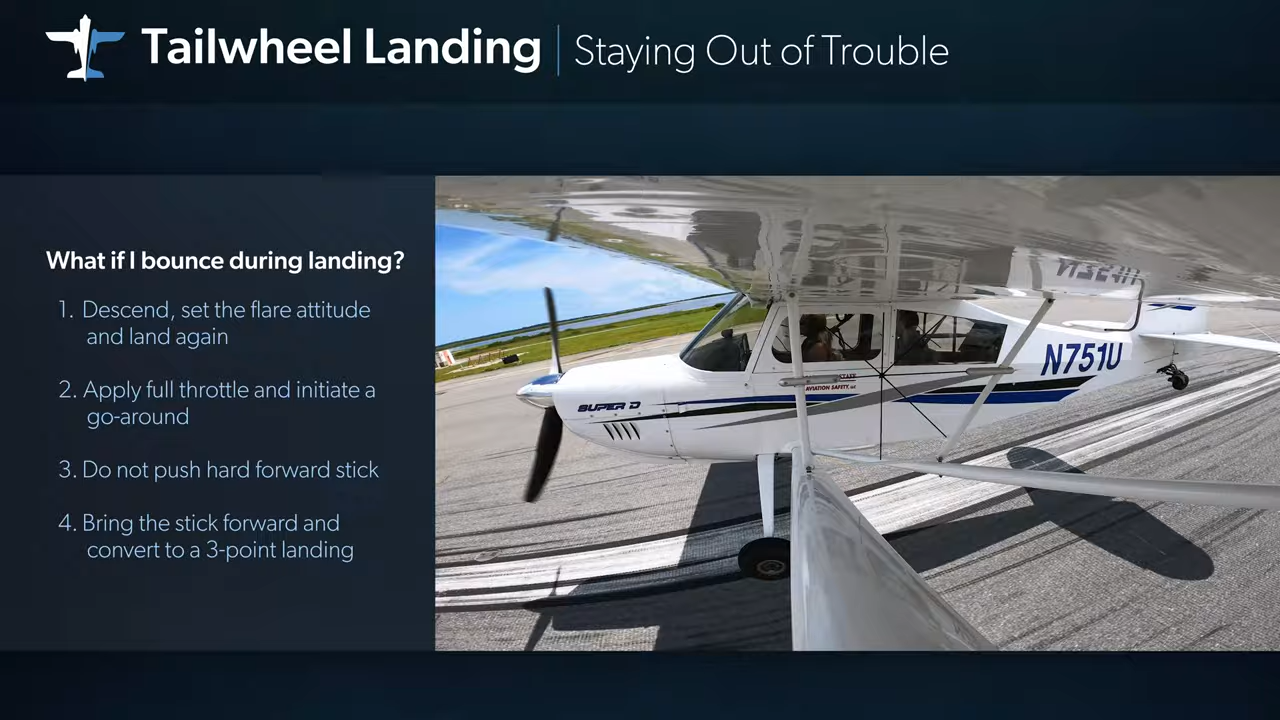 Tailwheel Landing | Staying Out of Trouble
What if I bounce during landing?
1. Descend, set the flare attitude
and land again
2. Apply full throttle and initiate a
go-around
3. Do not push hard forward stick
4. Bring the stick forward and
convert to a 3-point landing
SUPER D
AVIATION SAFETY, LLC
N751U